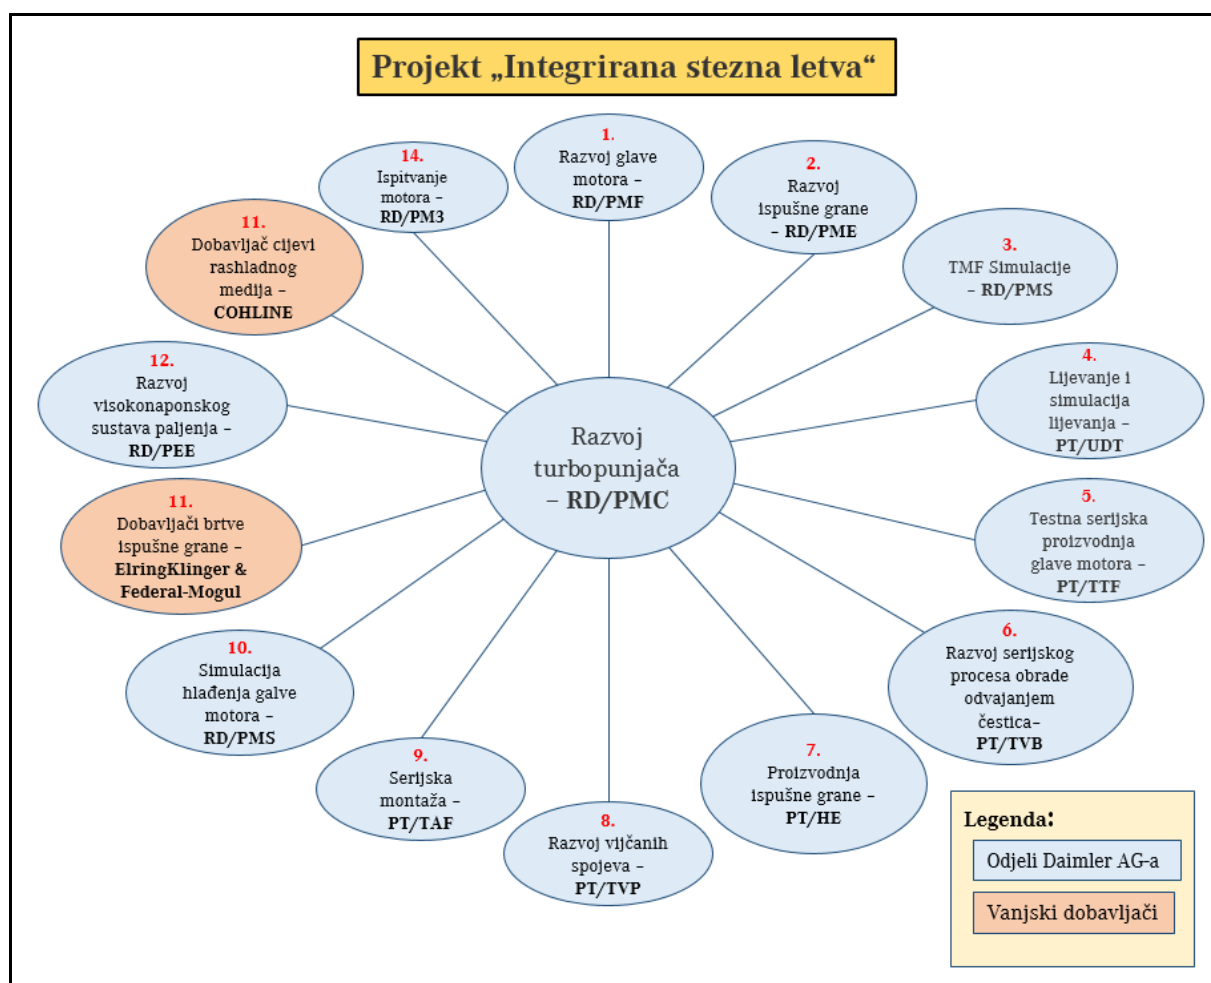 Projekt „Integrirana stezna letva“
1.
Razvoj glave
motora –
RD/PMF
2.
Razvoj
ispušne grane
– RD/PME
3.
TMF Simulacije
– RD/PMS
4.
Lijevanje i
simulacija
lijevanja –
PT/UDT
5.
Testna serijska
proizvodnja
glave motora –
PT/TTF
6.
Razvoj serijskog
procesa obrade
odvajanjem
čestica–
PT/TVB
7.
Proizvodnja
ispušne grane –
PT/HE
8.
Razvoj vijčanih
spojeva –
PT/TVP
9.
Serijska
montaža –
PT/TAF
10.
Simulacija
hlađenja galve
motora –
RD/PMS
11.
Dobavljači brtve
ispušne grane –
ElringKlinger &
Federal-Mogul
12.
Razvoj
visokonaponskog
sustava paljenja –
RD/PEE
11.
Dobavljač cijevi
rashladnog
medija –
COHLINE
14.
Ispitvanje
motora –
RD/PM3
Razvoj
turbopunjača
– RD/PMC
Legenda:
Odjeli Daimler AG-a
Vanjski dobavljači